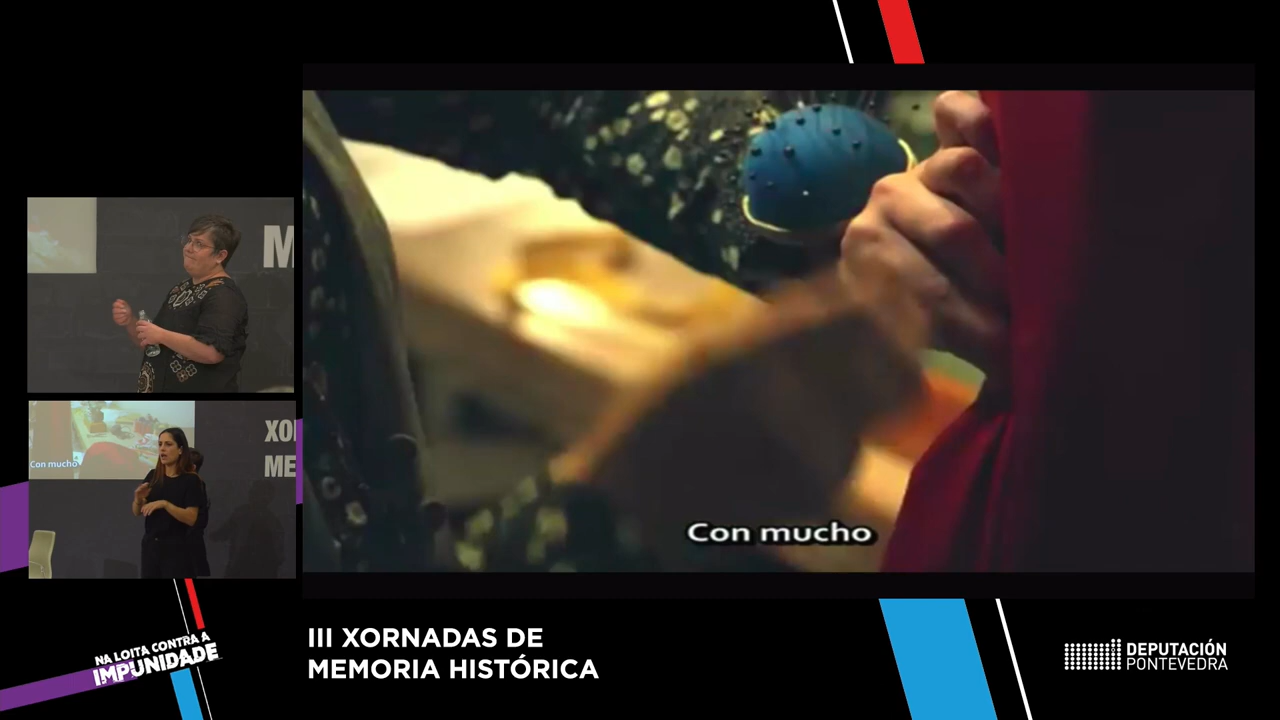 M
XO
ME
Con mucho
Con mucho
NA LOITA CONTRA A
IMPUNIDADE
III XORNADAS DE
MEMORIA HISTÓRICA
DEPUTACIÓN
PONTEVEDRA